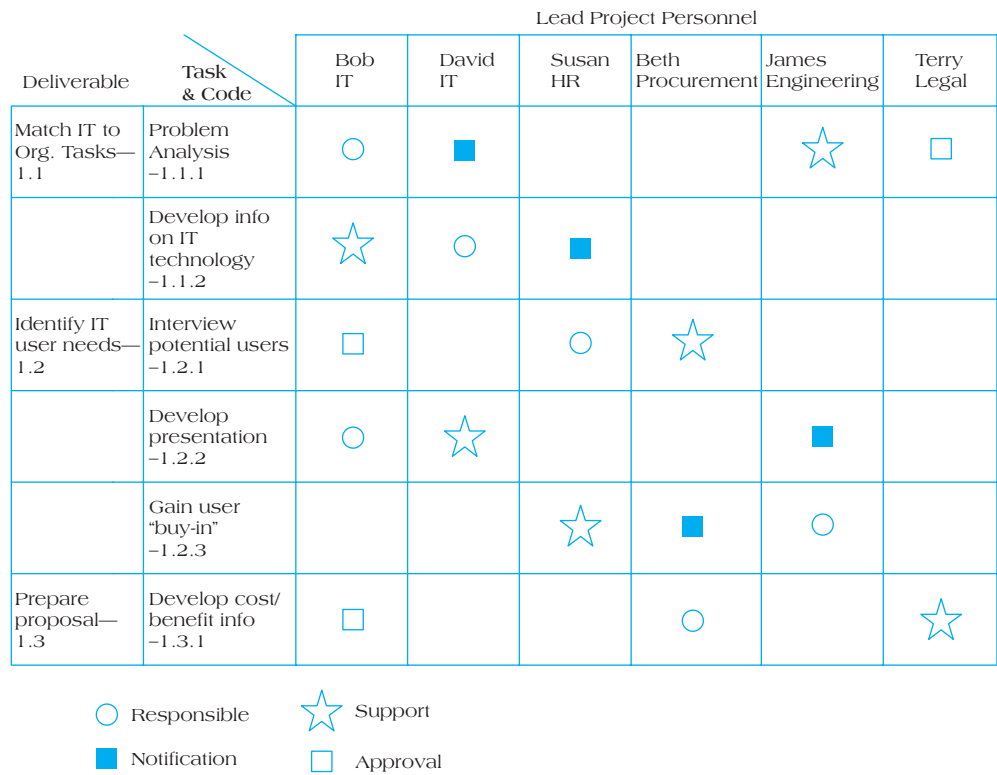 Lead Project Personnel
Deliverable
Task
& Code
Bob
IT
David
IT
Susan
HR
Beth
Procurement
James
Engineering
Terry
Legal
Match IT to
Org. Tasks—
1.1
Problem
Analysis
–1.1.1
Develop info
on IT
technology
–1.1.2
Identify IT
user needs—
1.2
Interview
potential users
–1.2.1
Develop
presentation
–1.2.2
Gain user
“buy-in”
–1.2.3
Prepare
proposal—
1.3
Develop cost/
benefit info
–1.3.1
Responsible
Support
Notification
Approval